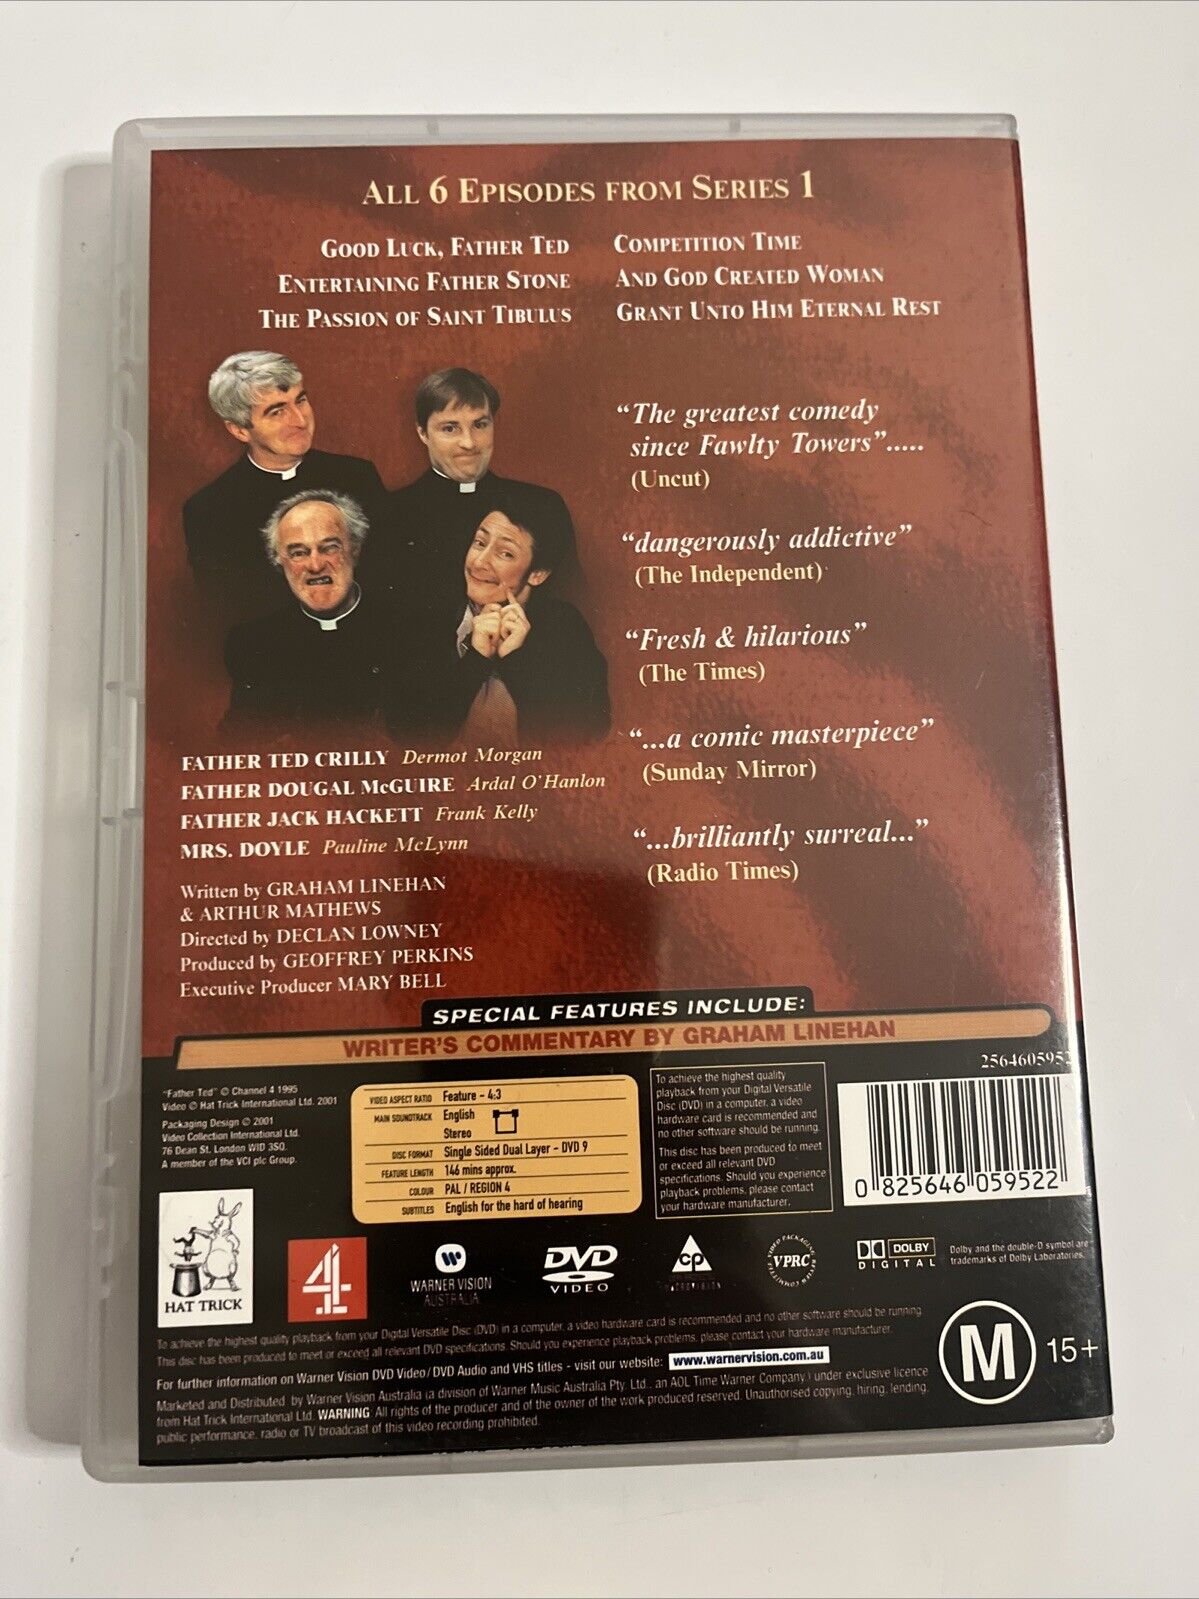 ALL 6 EPISODES FROM SERIES 1
GOOD LUCK, FATHER TED
ENTERTAINING FATHER STONE
THE PASSION OF SAINT TIBULUS
COMPETITION TIME
AND GOD CREATED WOMAN
GRANT UNTO HIM ETERNAL REST
“The greatest comedy
since Fawlty Towers”.....
(Uncut)
“dangerously addictive”
(The Independent)
“Fresh & hilarious”
(The Times)
“...a comic masterpiece”
(Sunday Mirror)
“...brilliantly surreal...”
(Radio Times)
FATHER TED CRILLY Dermot Morgan
FATHER DOUGAL McGUIRE Ardal O'Hanlon
FATHER JACK HACKETT Frank Kelly
MRS. DOYLE Pauline McLynn
Written by GRAHAM LINEHAN
& ARTHUR MATHEWS
Directed by DECLAN LOWNEY
Produced by GEOFFREY PERKINS
Executive Producer MARY BELL
SPECIAL FEATURES INCLUDE:
WRITER'S COMMENTARY BY GRAHAM LINEHAN
"Father Ted" © Channel 4 1995
Video © Hat Trick International Ltd. 2001
Packaging Design © 2001
Video Collection International Ltd.
76 Dean St. London WID 3SQ.
A member of the VCI plc Group.
VIDEO ASPECT RATIO Feature – 4:3
MAIN SOUNDTRACK English
Stereo
DISC FORMAT Single Sided Dual Layer – DVD 9
FEATURE LENGTH 146 mins approx.
COLOUR PAL / REGION 4
SUBTITLES English for the hard of hearing
To achieve the highest quality
playback from your Digital Versatile
Disc (DVD) in a computer, a video
hardware card is recommended and
no other software should be running.
This disc has been produced to meet
or exceed all relevant DVD
specifications. Should you experience
playback problems, please contact
your hardware manufacturer.
2564605952
0 825646 059522
HAT TRICK
4
WARNER VISION
AUSTRALIA
DVD
VIDEO
cp
VIDEO PACKAGING REVIEW COMMITTEE
VPRC
DOLBY
DIGITAL
Dolby and the double-D symbol are
trademarks of Dolby Laboratories.
To achieve the highest quality playback from your Digital Versatile Disc (DVD) in a computer, a video hardware card is recommended and no other software should be running.
This disc has been produced to meet or exceed all relevant DVD specifications. Should you experience playback problems, please contact your hardware manufacturer.
For further information on Warner Vision DVD Video/DVD Audio and VHS titles - visit our website: www.warnervision.com.au
Marketed and Distributed by Warner Vision Australia (a division of Warner Music Australia Pty. Ltd., an AOL Time Warner Company) under exclusive licence
from Hat Trick International Ltd. WARNING All rights of the producer and of the owner of the work produced reserved. Unauthorised copying, hiring, lending,
public performance, radio or TV broadcast of this video recording prohibited.
M
15+